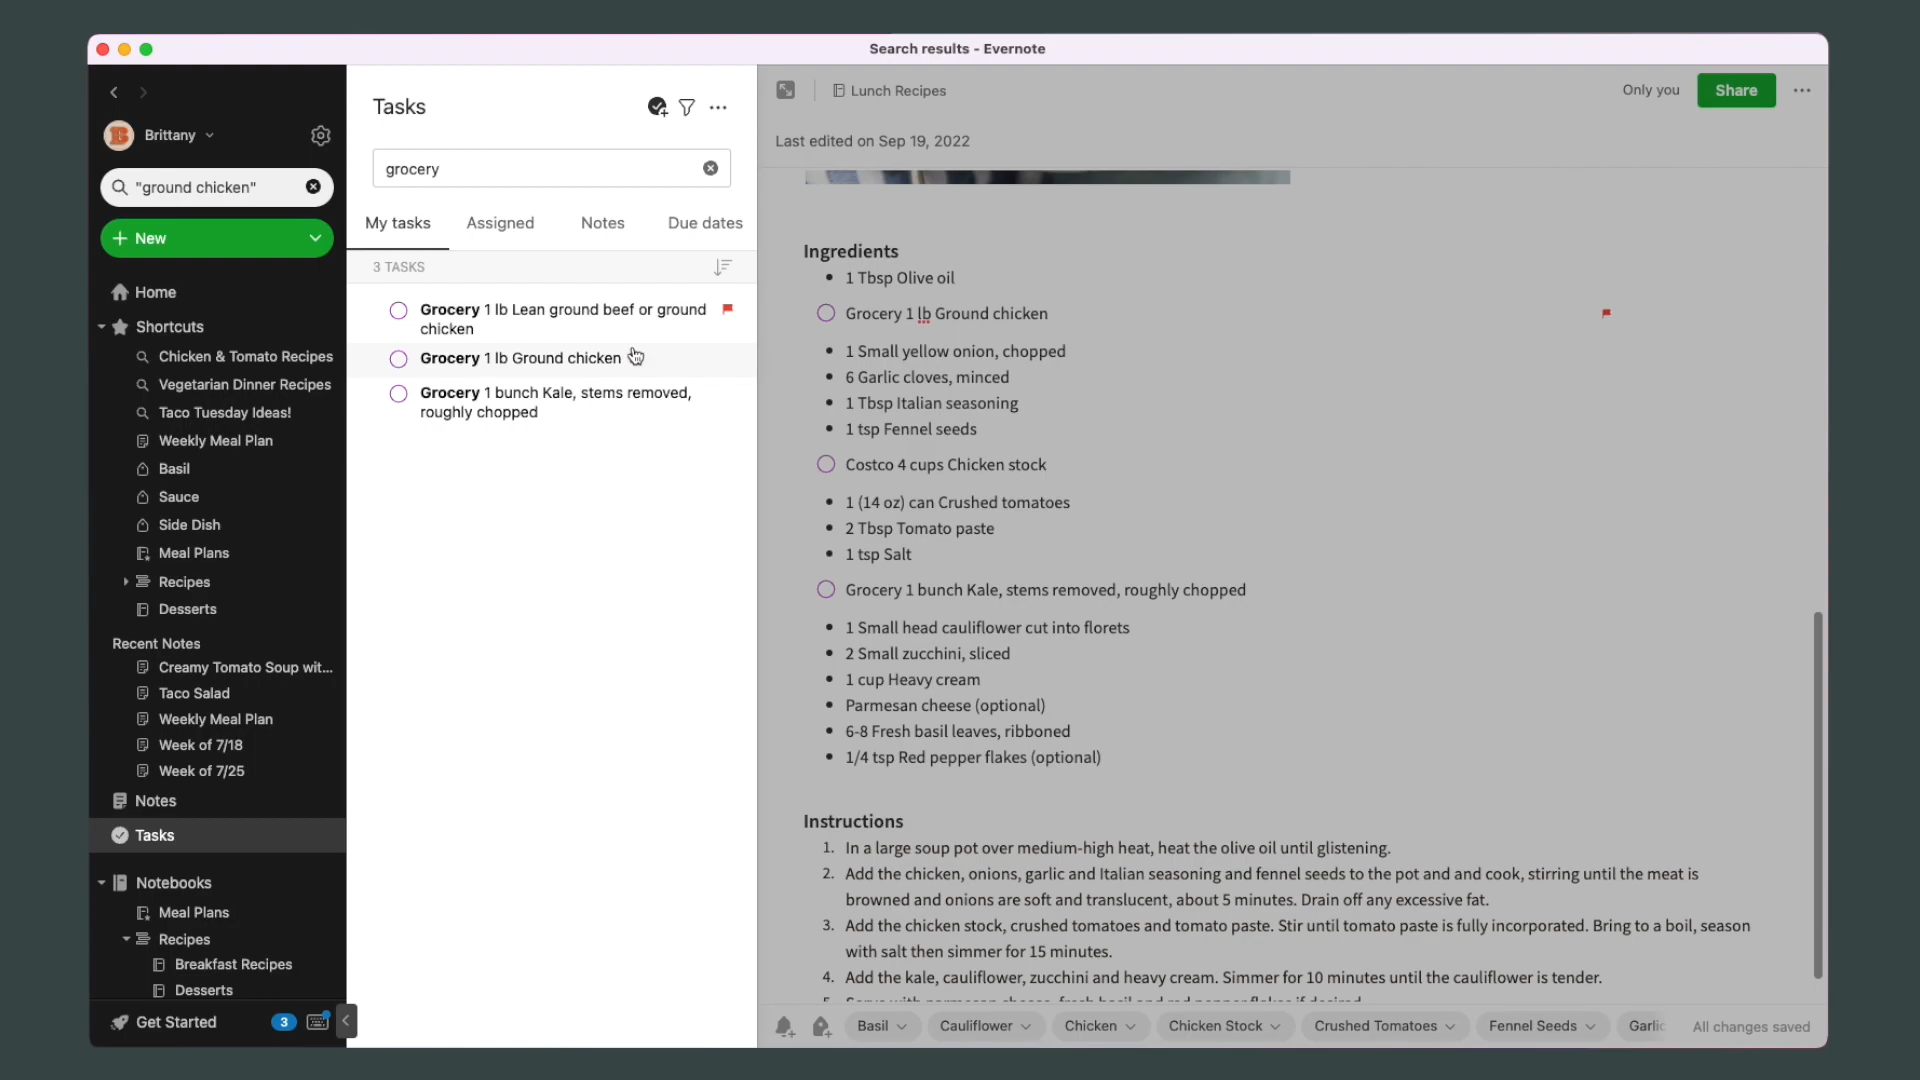 Search results - Evernote
Brittany
"ground chicken"
New
Home
Shortcuts
Chicken & Tomato Recipes
Vegetarian Dinner Recipes
Taco Tuesday Ideas!
Weekly Meal Plan
Basil
Sauce
Side Dish
Meal Plans
Recipes
Desserts
Recent Notes
Creamy Tomato Soup wit...
Taco Salad
Weekly Meal Plan
Week of 7/18
Week of 7/25
Notes
Tasks
Notebooks
Meal Plans
Recipes
Breakfast Recipes
Desserts
Get Started 3
Tasks
grocery
My tasks Assigned Notes Due dates
3 TASKS
Grocery 1 lb Lean ground beef or ground
chicken
Grocery 1 lb Ground chicken
Grocery 1 bunch Kale, stems removed,
roughly chopped
Lunch Recipes Only you Share
Last edited on Sep 19, 2022
Ingredients
1 Tbsp Olive oil
Grocery 1 lb Ground chicken
1 Small yellow onion, chopped
6 Garlic cloves, minced
1 Tbsp Italian seasoning
1 tsp Fennel seeds
Costco 4 cups Chicken stock
1 (14 oz) can Crushed tomatoes
2 Tbsp Tomato paste
1 tsp Salt
Grocery 1 bunch Kale, stems removed, roughly chopped
1 Small head cauliflower cut into florets
2 Small zucchini, sliced
1 cup Heavy cream
Parmesan cheese (optional)
6-8 Fresh basil leaves, ribboned
1/4 tsp Red pepper flakes (optional)
Instructions
1. In a large soup pot over medium-high heat, heat the olive oil until glistening.
2. Add the chicken, onions, garlic and Italian seasoning and fennel seeds to the pot and and cook, stirring until the meat is
browned and onions are soft and translucent, about 5 minutes. Drain off any excessive fat.
3. Add the chicken stock, crushed tomatoes and tomato paste. Stir until tomato paste is fully incorporated. Bring to a boil, season
with salt then simmer for 15 minutes.
4. Add the kale, cauliflower, zucchini and heavy cream. Simmer for 10 minutes until the cauliflower is tender.
5. Serve with parmesan cheese, fresh basil and red pepper flakes if desired.
Basil Cauliflower Chicken Chicken Stock Crushed Tomatoes Fennel Seeds Garlic All changes saved